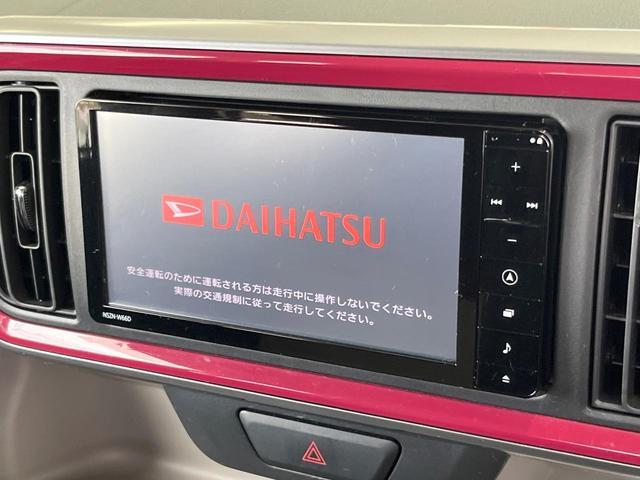 DAIHATSU
安全運転のために運転される方は走行中に操作しないでください。
実際の交通規制に従って走行してください。
NSZN-W66D